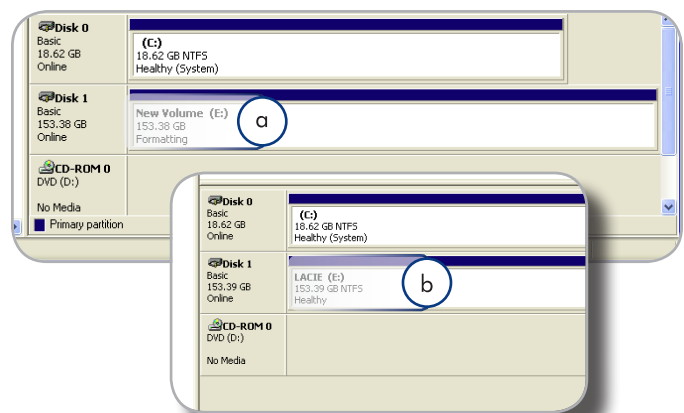 Disk 0
Basic
18.62 GB
Online
(C:)
18.62 GB NTFS
Healthy (System)
Disk 1
Basic
153.38 GB
Online
New Volume (E:)
153.38 GB
Formatting
a
CD-ROM 0
DVD (D:)
No Media
Primary partition
Disk 0
Basic
18.62 GB
Online
(C:)
18.62 GB NTFS
Healthy (System)
Disk 1
Basic
153.39 GB
Online
LACIE (E:)
153.39 GB NTFS
Healthy
b
CD-ROM 0
DVD (D:)
No Media